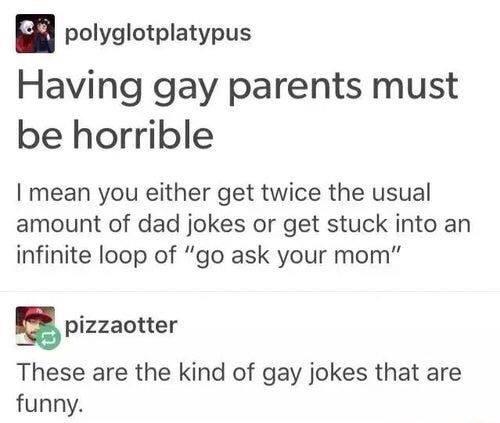 polyglotplatypus
Having gay parents must
be horrible
I mean you either get twice the usual
amount of dad jokes or get stuck into an
infinite loop of "go ask your mom"
pizzaotter
These are the kind of gay jokes that are
funny.